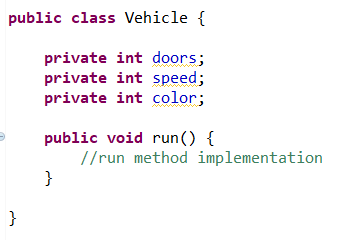 public class Vehicle {
private int doors;
private int speed;
private int color;
public void run() {
//run method implementation
}
}